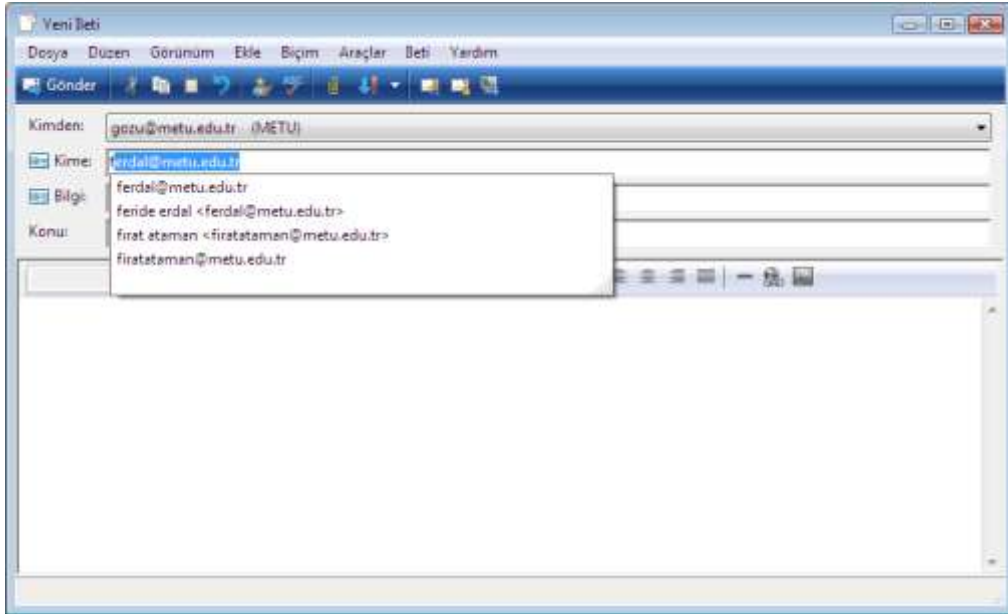 Yeni İleti
Dosya Düzen Görünüm Ekle Biçim Araçlar İleti Yardım
Gönder
Kimden: gozu@metu.edu.tr (METU)
Kime: ferdal@metu.edu.tr
ferdal@metu.edu.tr
Bilgi:
feride erdal <ferdal@metu.edu.tr>
Konu:
fırat ataman <firatataman@metu.edu.tr>
firatataman@metu.edu.tr